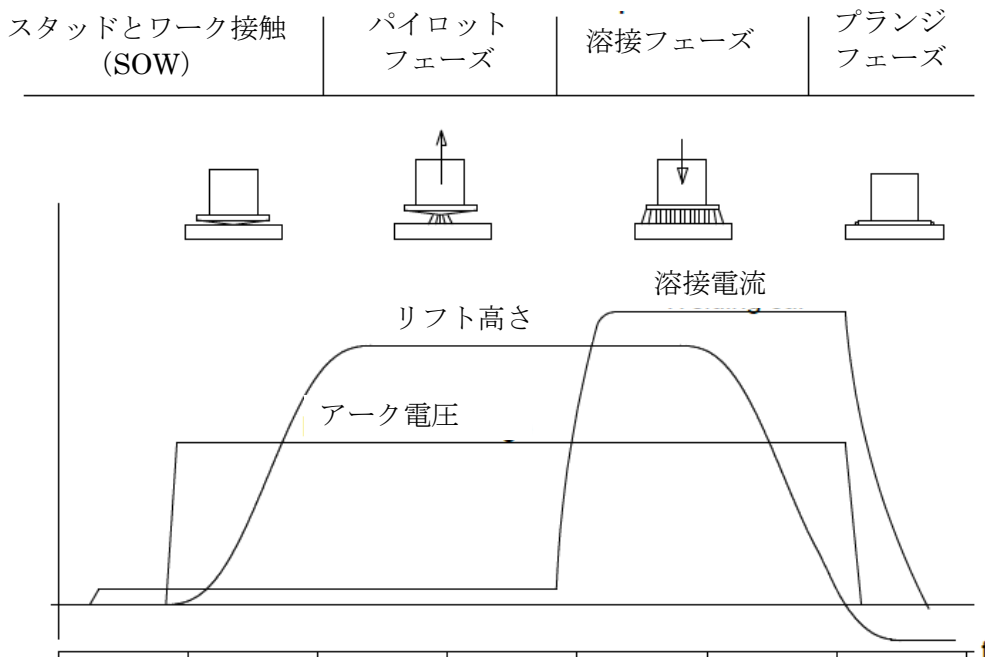 スタッドとワーク接触
（SOW）
パイロット
フェーズ
溶接フェーズ
プランジ
フェーズ
溶接電流
リフト高さ
アーク電圧